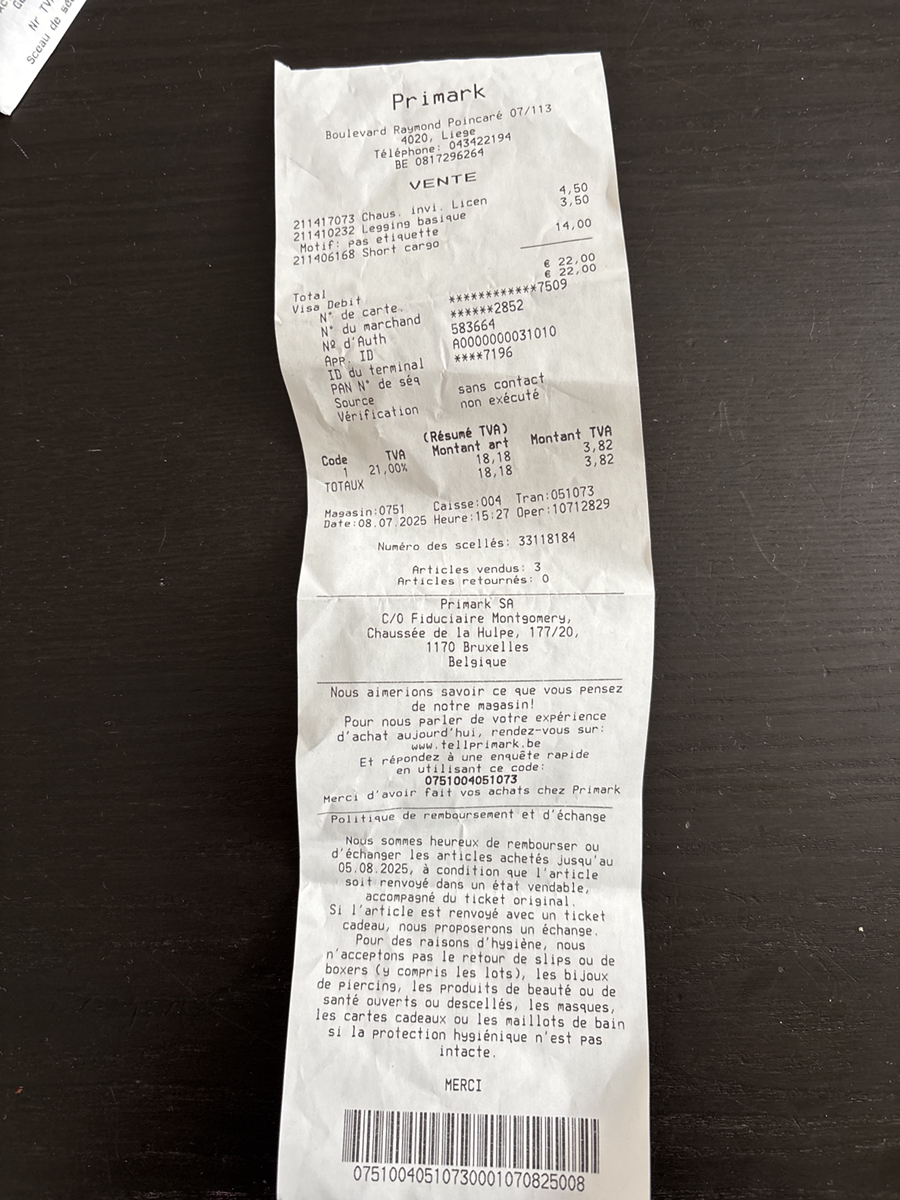 Nr TV
Sceau de sé
Primark
Boulevard Raymond Poincaré 07/113
4020, Liege
Téléphone: 043422194
BE 0817296264
VENTE
211417073 Chaus. invi. Licen 4,50
211410232 Legging basique 3,50
Motif: pas etiquette
211406168 Short cargo 14,00
Total € 22,00
Visa Debit € 22,00
N° de carte. ************7509
N° du marchand ******2852
Nº d'Auth 583664
App. ID A0000000031010
ID du terminal ****7196
PAN N° de séq
Source sans contact
Vérification non exécuté
(Résumé TVA)
Code TVA Montant art Montant TVA
1 21,00% 18,18 3,82
TOTAUX 18,18 3,82
Magasin:0751 Caisse:004 Tran:051073
Date:08.07.2025 Heure:15:27 Oper:10712829
Numéro des scellés: 33118184
Articles vendus: 3
Articles retournés: 0
Primark SA
C/O Fiduciaire Montgomery,
Chaussée de la Hulpe, 177/20,
1170 Bruxelles
Belgique
Nous aimerions savoir ce que vous pensez
de notre magasin!
Pour nous parler de votre expérience
d'achat aujourd'hui, rendez-vous sur:
www.tellprimark.be
Et répondez à une enquête rapide
en utilisant ce code:
0751004051073
Merci d'avoir fait vos achats chez Primark
Politique de remboursement et d'échange
Nous sommes heureux de rembourser ou
d'échanger les articles achetés jusqu'au
05.08.2025, à condition que l'article
soit renvoyé dans un état vendable,
accompagné du ticket original.
Si l'article est renvoyé avec un ticket
cadeau, nous proposerons un échange.
Pour des raisons d'hygiène, nous
n'acceptons pas le retour de slips ou de
boxers (y compris les lots), les bijoux
de piercing, les produits de beauté ou de
santé ouverts ou descellés, les masques,
les cartes cadeaux ou les maillots de bain
si la protection hygiénique n'est pas
intacte.
MERCI
07510040510730001070825008